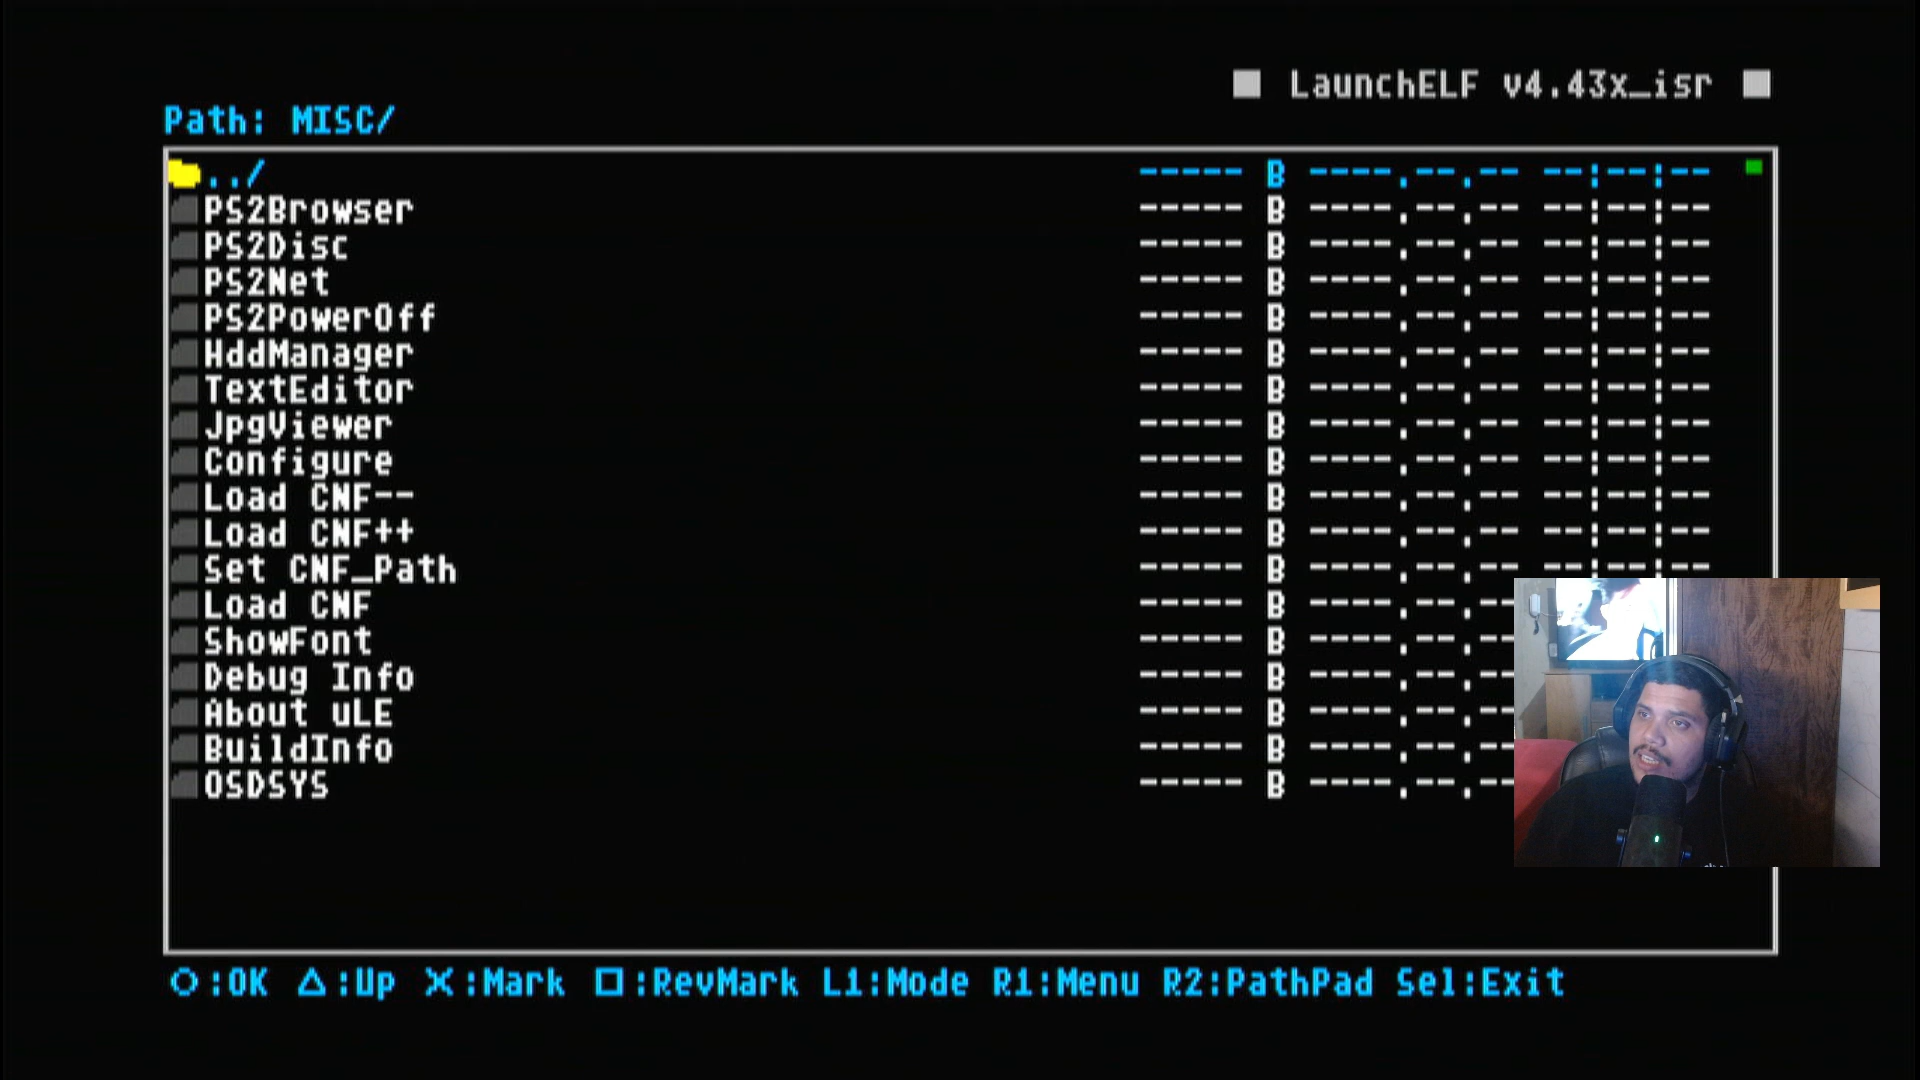 LaunchELF v4.43x_isr
Path: MISC/
../ ----- B ----.--.-- --:--:--
PS2Browser ----- B ----.--.-- --:--:--
PS2Disc ----- B ----.--.-- --:--:--
PS2Net ----- B ----.--.-- --:--:--
PS2PowerOff ----- B ----.--.-- --:--:--
HddManager ----- B ----.--.-- --:--:--
TextEditor ----- B ----.--.-- --:--:--
JpgViewer ----- B ----.--.-- --:--:--
Configure ----- B ----.--.-- --:--:--
Load CNF-- ----- B ----.--.-- --:--:--
Load CNF++ ----- B ----.--.-- --:--:--
Set CNF_Path ----- B ----.--.-- --:--:--
Load CNF ----- B ----.--.--
ShowFont ----- B ----.--.--
Debug Info ----- B ----.--.--
About uLE ----- B ----.--.--
BuildInfo ----- B ----.--.--
OSDSYS ----- B ----.--.--
○:OK △:Up X:Mark □:RevMark L1:Mode R1:Menu R2:PathPad Sel:Exit